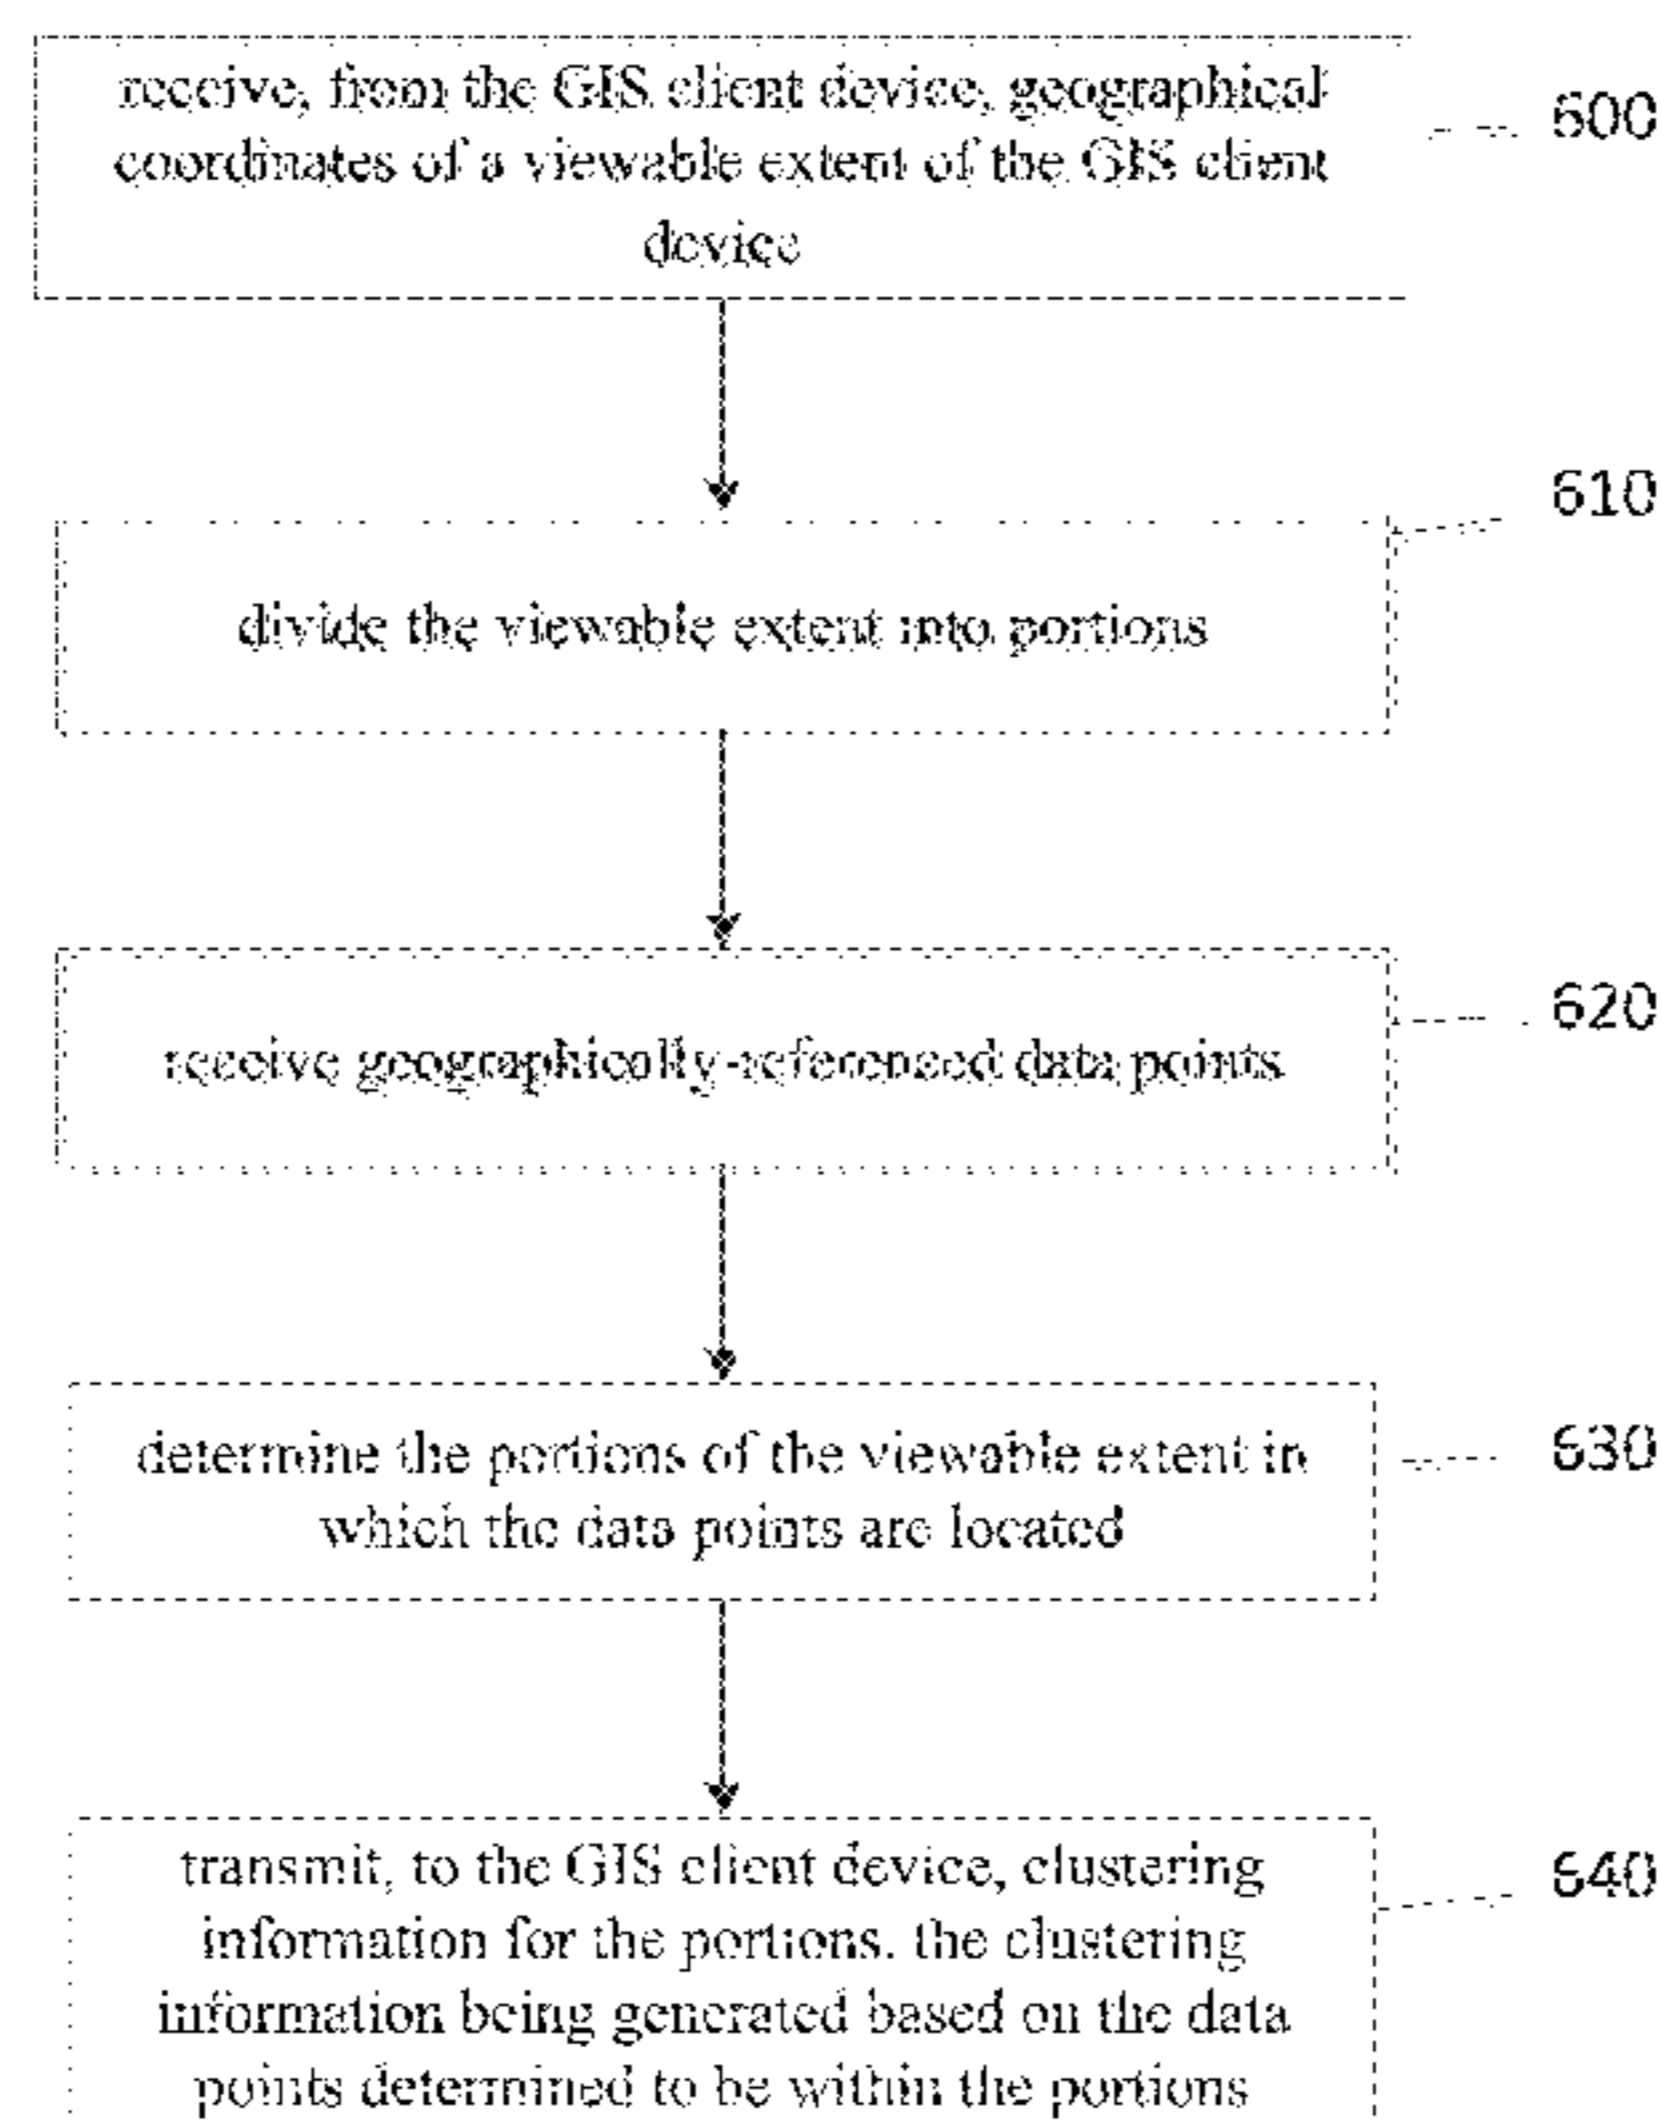 receive, from the GIS client device, geographical
coordinates of a viewable extent of the GIS client
device
600
610
divide the viewable extent into portions
620
receive geographically-referenced data points
630
determine the portions of the viewable extent in
which the data points are located
640
transmit, to the GIS client device, clustering
information for the portions, the clustering
information being generated based on the data
points determined to be within the portions